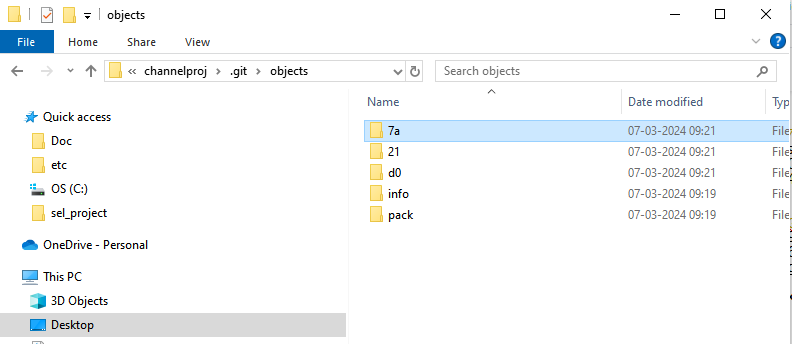 objects
File Home Share View
« channelproj > .git > objects Search objects
Name Date modified Typ
Quick access
Doc
etc
OS (C:)
sel_project
OneDrive - Personal
This PC
3D Objects
Desktop
7a 07-03-2024 09:21 File
21 07-03-2024 09:21 File
d0 07-03-2024 09:21 File
info 07-03-2024 09:19 File
pack 07-03-2024 09:19 File